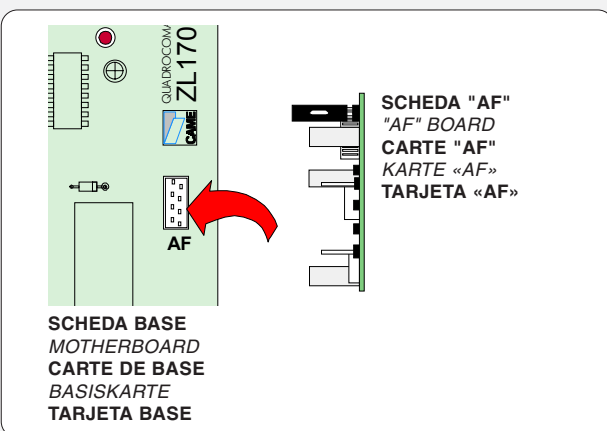 QUADROCOMA
ZL170
CAME
AF
SCHEDA "AF"
"AF" BOARD
CARTE "AF"
KARTE «AF»
TARJETA «AF»
SCHEDA BASE
MOTHERBOARD
CARTE DE BASE
BASISKARTE
TARJETA BASE